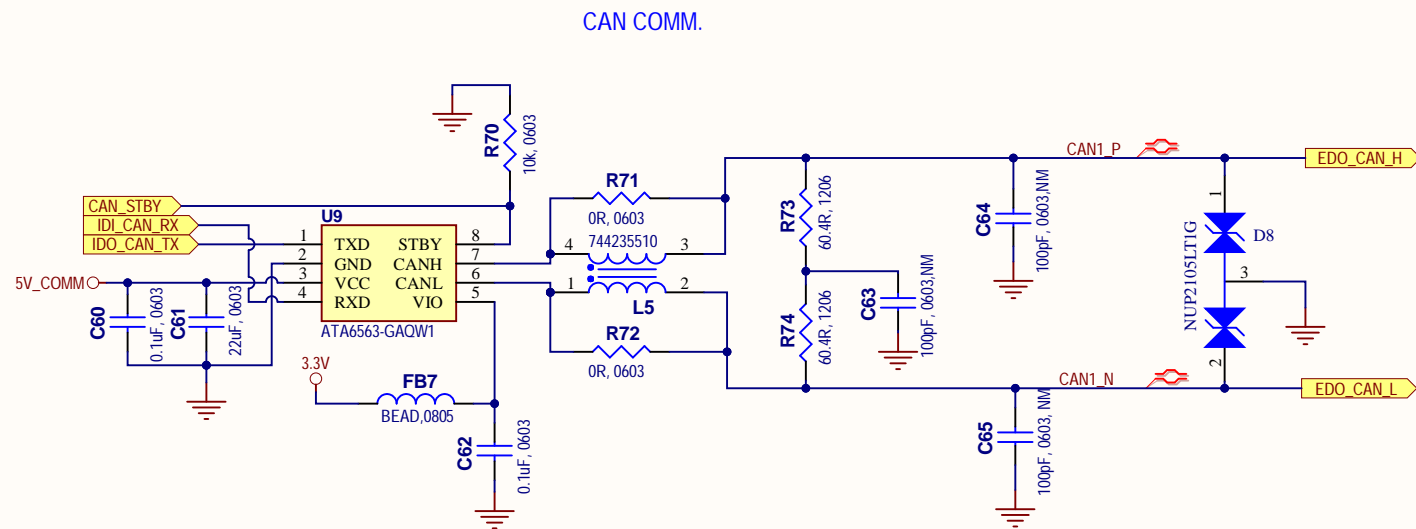 CAN COMM.
R70
10k, 0603
CAN_STBY
IDI_CAN_RX
IDO_CAN_TX
U9
1 TXD STBY 8
2 GND CANH 7
3 VCC CANL 6
4 RXD VIO 5
ATA6563-GAQW1
5V_COMM
C60
0.1uF, 0603
C61
22uF, 0603
3.3V
FB7
BEAD,0805
C62
0.1uF, 0603
R71
0R, 0603
744235510
4 3
1 2
L5
R72
0R, 0603
R73
60.4R, 1206
R74
60.4R, 1206
C63
100pF, 0603,NM
C64
100pF, 0603,NM
C65
100pF, 0603, NM
CAN1_P
CAN1_N
1
D8
3
NUP2105LT1G
2
EDO_CAN_H
EDO_CAN_L